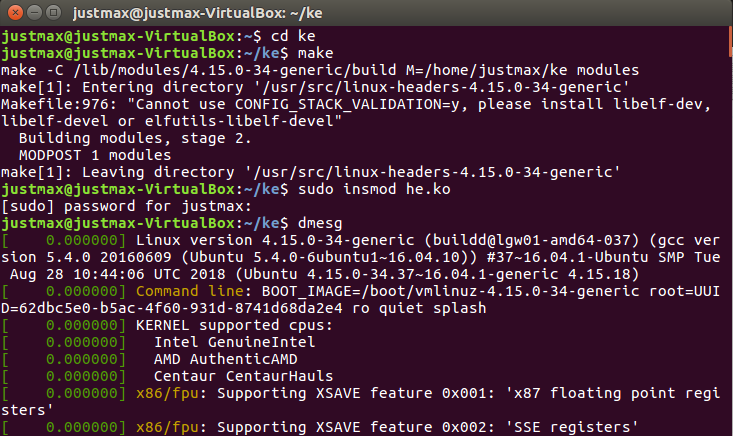 justmax@justmax-VirtualBox: ~/ke
justmax@justmax-VirtualBox:~$ cd ke
justmax@justmax-VirtualBox:~/ke$ make
make -C /lib/modules/4.15.0-34-generic/build M=/home/justmax/ke modules
make[1]: Entering directory '/usr/src/linux-headers-4.15.0-34-generic'
Makefile:976: "Cannot use CONFIG_STACK_VALIDATION=y, please install libelf-dev,
libelf-devel or elfutils-libelf-devel"
  Building modules, stage 2.
  MODPOST 1 modules
make[1]: Leaving directory '/usr/src/linux-headers-4.15.0-34-generic'
justmax@justmax-VirtualBox:~/ke$ sudo insmod he.ko
[sudo] password for justmax:
justmax@justmax-VirtualBox:~/ke$ dmesg
[    0.000000] Linux version 4.15.0-34-generic (buildd@lgw01-amd64-037) (gcc ver
sion 5.4.0 20160609 (Ubuntu 5.4.0-6ubuntu1~16.04.10)) #37~16.04.1-Ubuntu SMP Tue
 Aug 28 10:44:06 UTC 2018 (Ubuntu 4.15.0-34.37~16.04.1-generic 4.15.18)
[    0.000000] Command line: BOOT_IMAGE=/boot/vmlinuz-4.15.0-34-generic root=UUI
D=62dbc5e0-b5ac-4f60-931d-8741d68da2e4 ro quiet splash
[    0.000000] KERNEL supported cpus:
[    0.000000]   Intel GenuineIntel
[    0.000000]   AMD AuthenticAMD
[    0.000000]   Centaur CentaurHauls
[    0.000000] x86/fpu: Supporting XSAVE feature 0x001: 'x87 floating point regi
sters'
[    0.000000] x86/fpu: Supporting XSAVE feature 0x002: 'SSE registers'